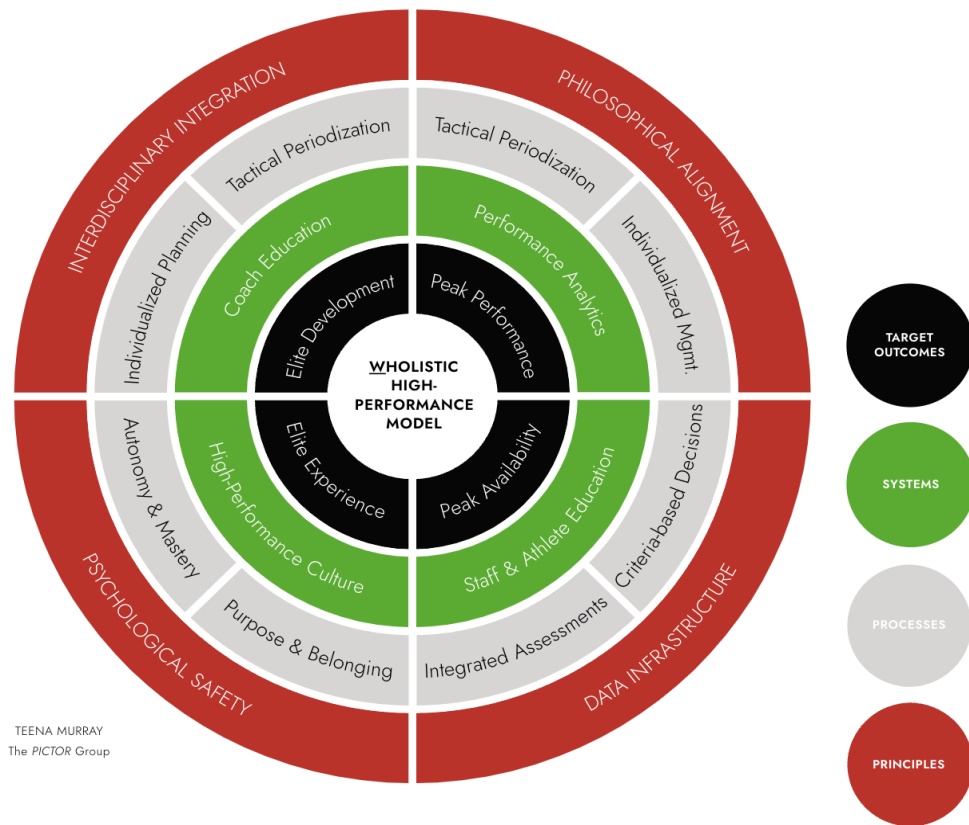 INTERDISCIPLINARY INTEGRATION
PHILOSOPHICAL ALIGNMENT
Tactical Periodization
Tactical Periodization
Individualized Planning
Individualized Mgmt.
Coach Education
Performance Analytics
Elite Development
Peak Performance
WHOLISTIC
HIGH-
PERFORMANCE
MODEL
Elite Experience
Peak Availability
High-Performance Culture
Staff & Athlete Education
Autonomy & Mastery
Criteria-based Decisions
Purpose & Belonging
Integrated Assessments
PSYCHOLOGICAL SAFETY
DATA INFRASTRUCTURE
TARGET
OUTCOMES
SYSTEMS
PROCESSES
PRINCIPLES
TEENA MURRAY
The PICTOR Group